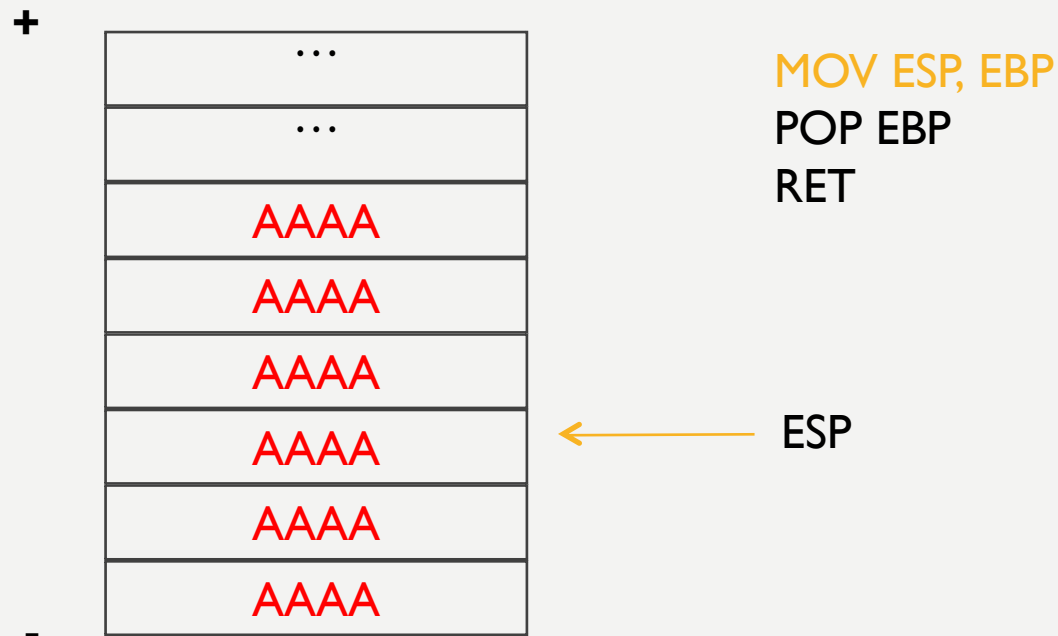 +
...
...
AAAA
AAAA
AAAA
AAAA
AAAA
AAAA
-
MOV ESP, EBP
POP EBP
RET
ESP